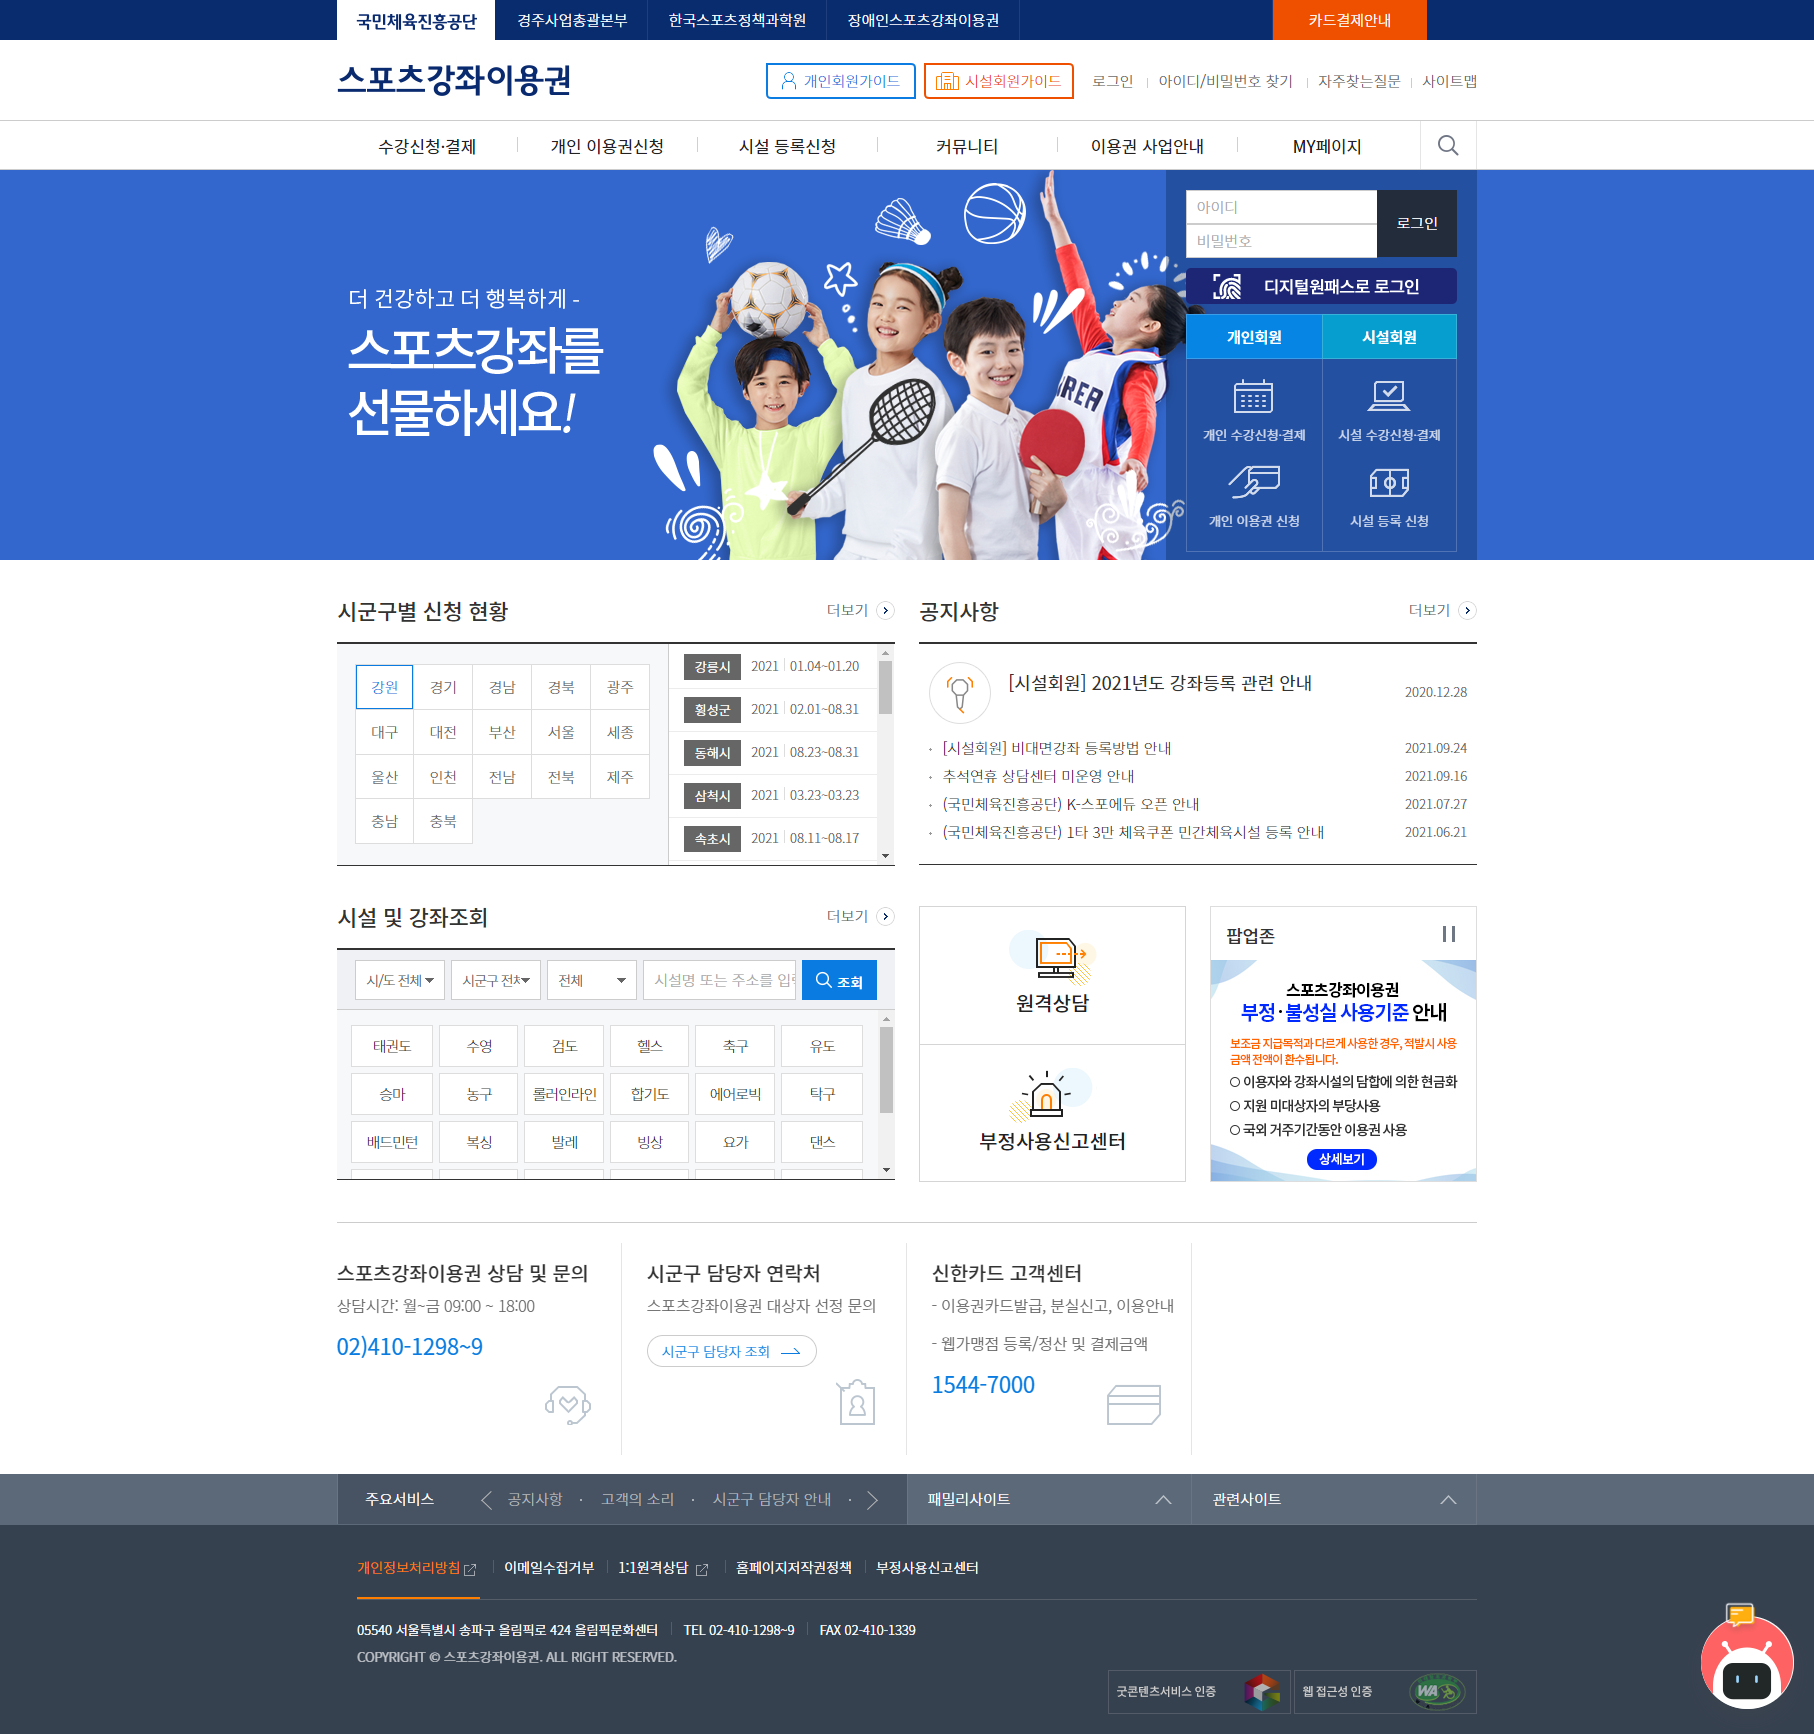 국민체육진흥공단 경주사업총괄본부 한국스포츠정책과학원 장애인스포츠강좌이용권 카드결제안내
스포츠강좌이용권 개인회원가이드 시설회원가이드 로그인 아이디/비밀번호 찾기 자주찾는질문 사이트맵
수강신청·결제 개인 이용권신청 시설 등록신청 커뮤니티 이용권 사업안내 MY페이지
더 건강하고 더 행복하게 -
스포츠강좌를
선물하세요!
KOREA
아이디
비밀번호
로그인
디지털원패스로 로그인
개인회원 시설회원
개인 수강신청·결제 시설 수강신청·결제
개인 이용권 신청 시설 등록 신청
시군구별 신청 현황 더보기
강원 경기 경남 경북 광주
대구 대전 부산 서울 세종
울산 인천 전남 전북 제주
충남 충북
강릉시 2021 01.04~01.20
횡성군 2021 02.01~08.31
동해시 2021 08.23~08.31
삼척시 2021 03.23~03.23
속초시 2021 08.11~08.17
공지사항 더보기
[시설회원] 2021년도 강좌등록 관련 안내 2020.12.28
[시설회원] 비대면강좌 등록방법 안내 2021.09.24
추석연휴 상담센터 미운영 안내 2021.09.16
(국민체육진흥공단) K-스포에듀 오픈 안내 2021.07.27
(국민체육진흥공단) 1타 3만 체육쿠폰 민간체육시설 등록 안내 2021.06.21
시설 및 강좌조회 더보기
시/도 전체 시군구 전체 전체 시설명 또는 주소를 입력 조회
태권도 수영 검도 헬스 축구 유도
승마 농구 롤러인라인 합기도 에어로빅 탁구
배드민턴 복싱 발레 빙상 요가 댄스
원격상담
부정사용신고센터
팝업존
스포츠강좌이용권
부정·불성실 사용기준 안내
보조금 지급목적과 다르게 사용한 경우, 적발시 사용
금액 전액이 환수됩니다.
○ 이용자와 강좌시설의 담합에 의한 현금화
○ 지원 미대상자의 부당사용
○ 국외 거주기간동안 이용권 사용
상세보기
스포츠강좌이용권 상담 및 문의
상담시간: 월~금 09:00 ~ 18:00
02)410-1298~9
시군구 담당자 연락처
스포츠강좌이용권 대상자 선정 문의
시군구 담당자 조회
신한카드 고객센터
- 이용권카드발급, 분실신고, 이용안내
- 웹가맹점 등록/정산 및 결제금액
1544-7000
주요서비스 공지사항 · 고객의 소리 · 시군구 담당자 안내 · 패밀리사이트 관련사이트
개인정보처리방침 이메일수집거부 1:1원격상담 홈페이지저작권정책 부정사용신고센터
05540 서울특별시 송파구 올림픽로 424 올림픽문화센터 TEL 02-410-1298~9 FAX 02-410-1339
COPYRIGHT © 스포츠강좌이용권. ALL RIGHT RESERVED.
굿콘텐츠서비스 인증 웹 접근성 인증 WA